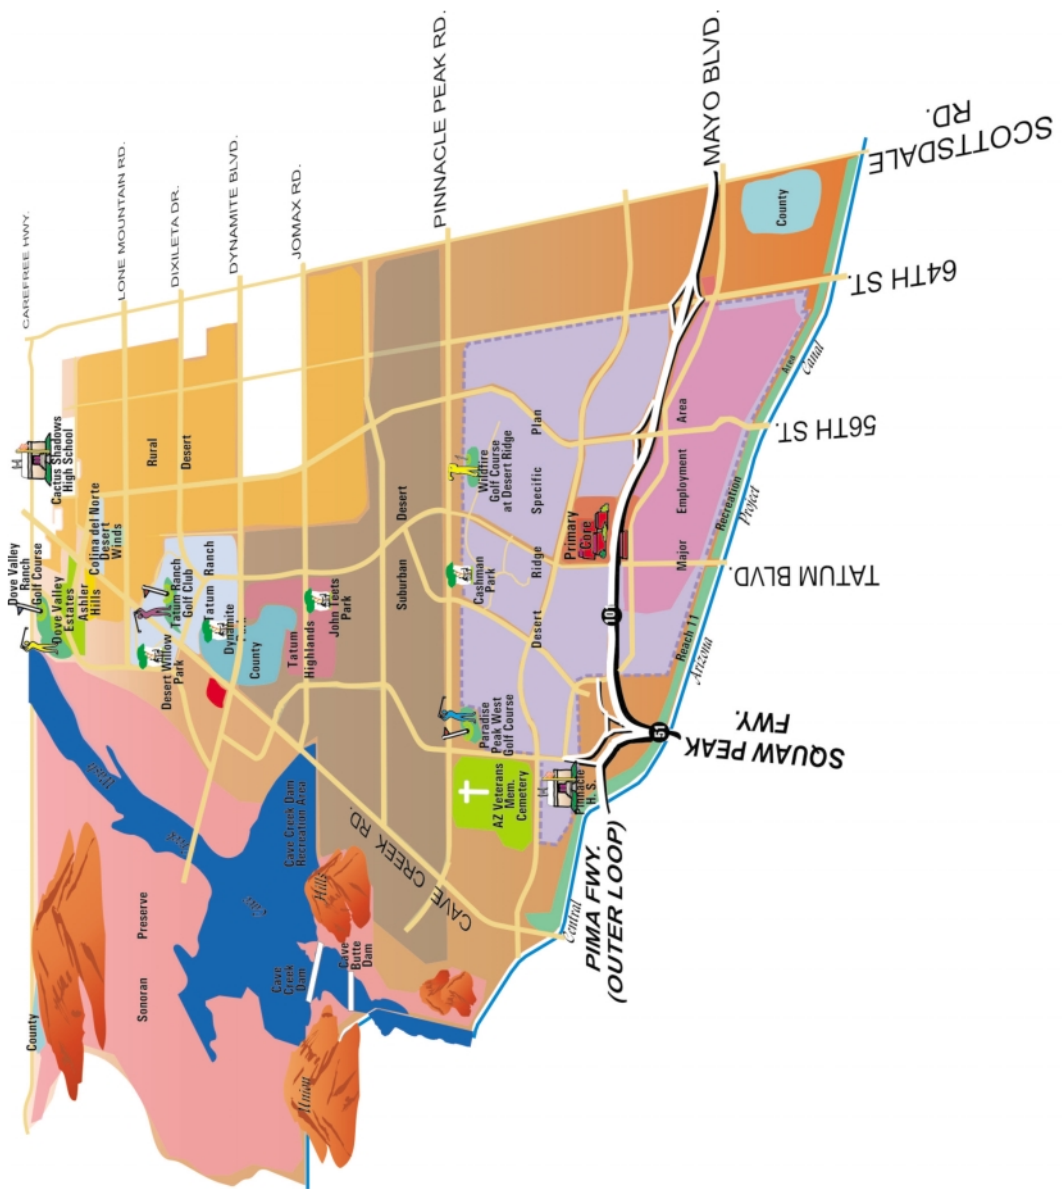 CAREFREE HWY.
LONE MOUNTAIN RD.
DIXILETA DR.
DYNAMITE BLVD.
JOMAX RD.
PINNACLE PEAK RD.
MAYO BLVD.
SCOTTSDALE
RD.
64TH ST.
56TH ST.
TATUM BLVD.
SQUAW PEAK
FWY.
PIMA FWY.
(OUTER LOOP)
CAVE CREEK RD.
Cactus Shadows
High School
Dove Valley
Ranch
Golf Course
Dove Valley
Estates
Ashler
Hills
Colina del Norte
Desert
Winds
Rural
Desert
Tatum Ranch
Golf Club
Tatum
Ranch
Desert Willow
Park
Dynamite
County
Tatum
Highlands
John Teets
Park
Suburban
Desert
Wildfire
Golf Course
at Desert Ridge
Cashman
Park
Paradise
Peak West
Golf Course
AZ Veterans
Mem.
Cemetery
Pinnacle
H. S.
Desert
Ridge
Specific
Plan
Primary
Core
101
51
Major
Employment
Area
County
Reach 11
Recreation
Area
Arizona
Project
Canal
Central
County
Sonoran
Preserve
Cave
Creek
Wash
Cave Creek Dam
Recreation Area
Cave
Creek
Dam
Cave
Butte
Dam
Union
Hills